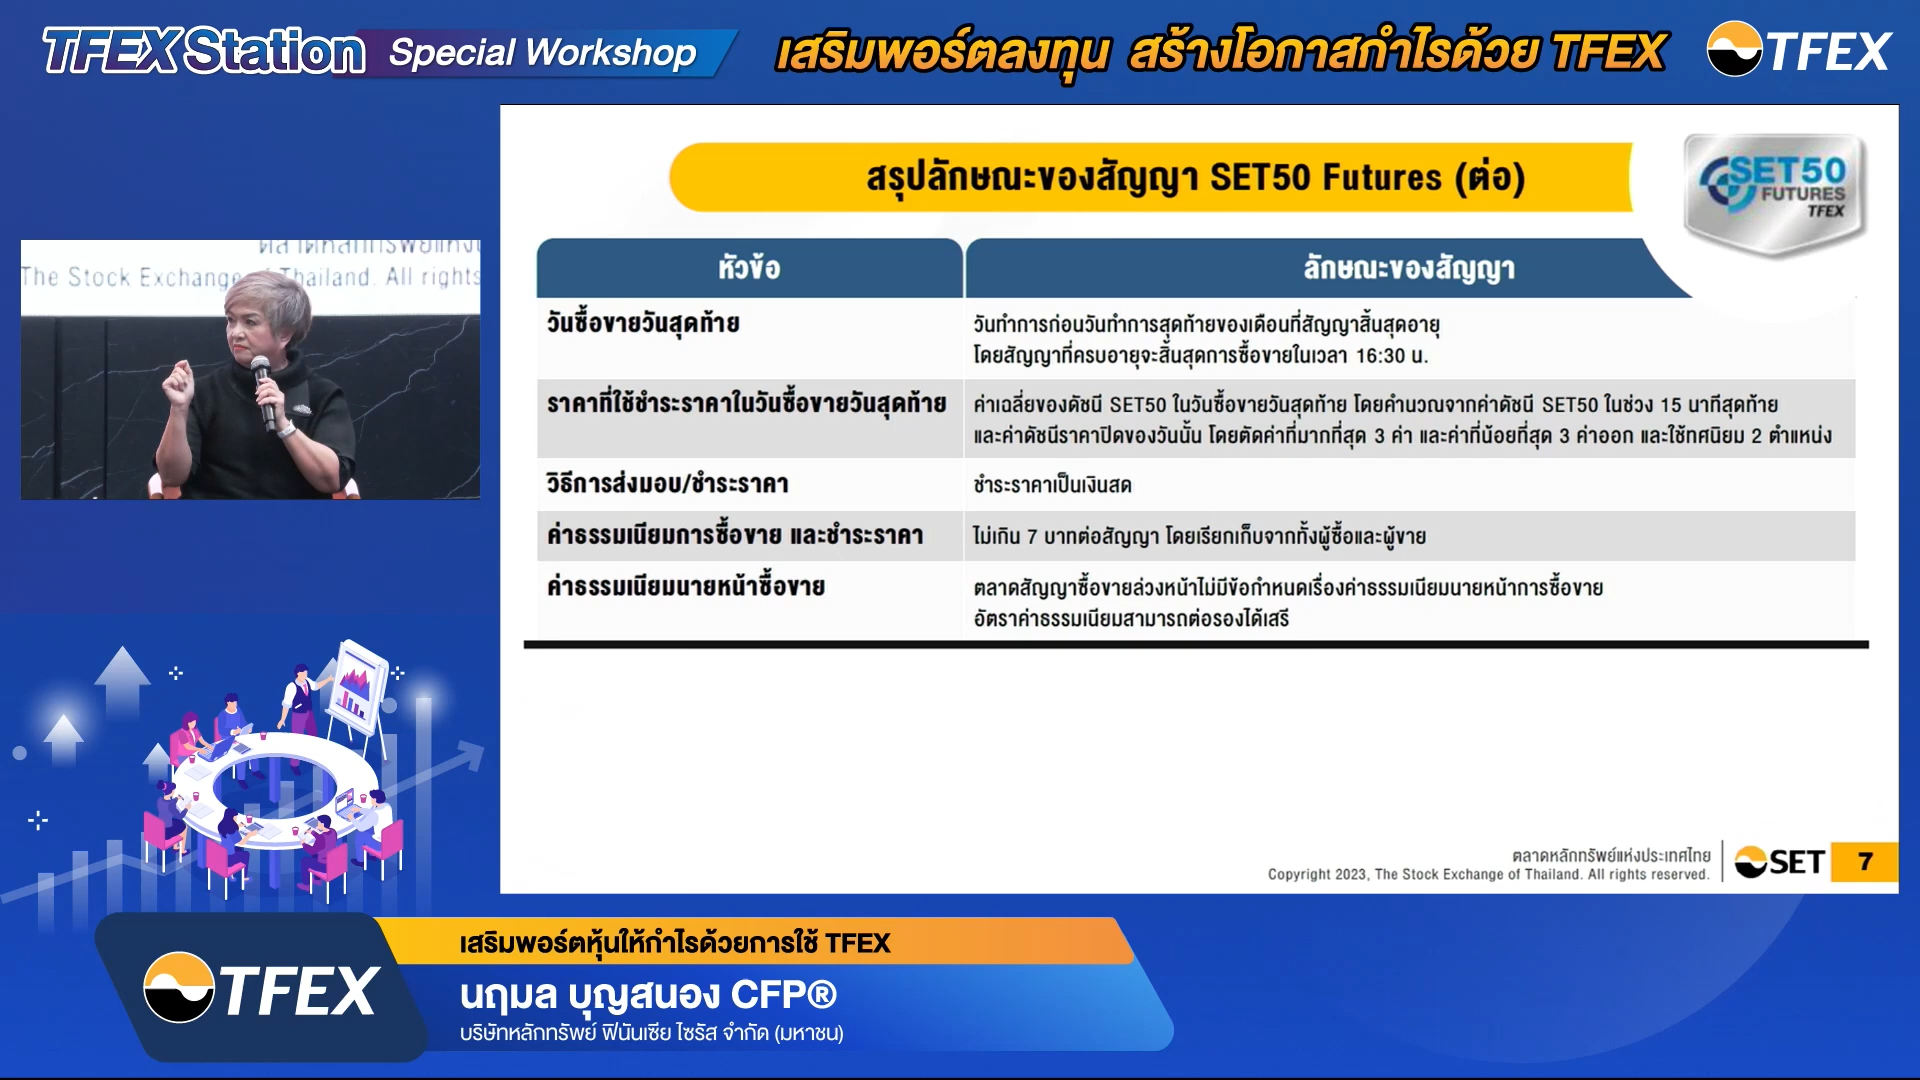 TFEX Station Special Workshop
เสริมพอร์ตลงทุน สร้างโอกาสกำไรด้วย TFEX
TFEX
The Stock Exchange of Thailand. All rights
สรุปลักษณะของสัญญา SET50 Futures (ต่อ)
SET50
FUTURES
TFEX
หัวข้อ
ลักษณะของสัญญา
วันซื้อขายวันสุดท้าย
วันทำการก่อนวันทำการสุดท้ายของเดือนที่สัญญาสิ้นสุดอายุ
โดยสัญญาที่ครบอายุจะสิ้นสุดการซื้อขายในเวลา 16:30 น.
ราคาที่ใช้ชำระราคาในวันซื้อขายวันสุดท้าย
ค่าเฉลี่ยของดัชนี SET50 ในวันซื้อขายวันสุดท้าย โดยคำนวณจากค่าดัชนี SET50 ในช่วง 15 นาทีสุดท้าย
และค่าดัชนีราคาปิดของวันนั้น โดยตัดค่าที่มากที่สุด 3 ค่า และค่าที่น้อยที่สุด 3 ค่าออก และใช้ทศนิยม 2 ตำแหน่ง
วิธีการส่งมอบ/ชำระราคา
ชำระราคาเป็นเงินสด
ค่าธรรมเนียมการซื้อขาย และชำระราคา
ไม่เกิน 7 บาทต่อสัญญา โดยเรียกเก็บจากทั้งผู้ซื้อและผู้ขาย
ค่าธรรมเนียมนายหน้าซื้อขาย
ตลาดสัญญาซื้อขายล่วงหน้าไม่มีข้อกำหนดเรื่องค่าธรรมเนียมนายหน้าการซื้อขาย
อัตราค่าธรรมเนียมสามารถต่อรองได้เสรี
ตลาดหลักทรัพย์แห่งประเทศไทย
Copyright 2023, The Stock Exchange of Thailand. All rights reserved.
SET
7
TFEX
เสริมพอร์ตหุ้นให้กำไรด้วยการใช้ TFEX
นฤมล บุญสนอง CFP®
บริษัทหลักทรัพย์ ฟินันเซีย ไซรัส จำกัด (มหาชน)